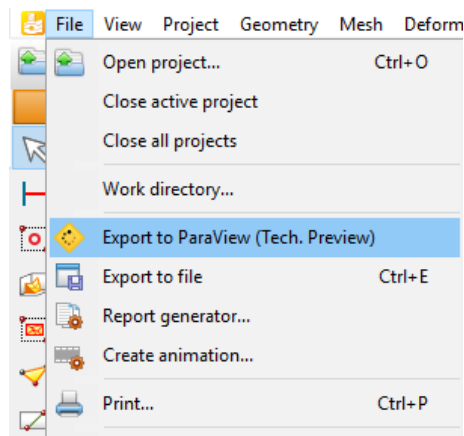 File View Project Geometry Mesh Deform
Open project... Ctrl+O
Close active project
Close all projects
Work directory...
Export to ParaView (Tech. Preview)
Export to file Ctrl+E
Report generator...
Create animation...
Print... Ctrl+P